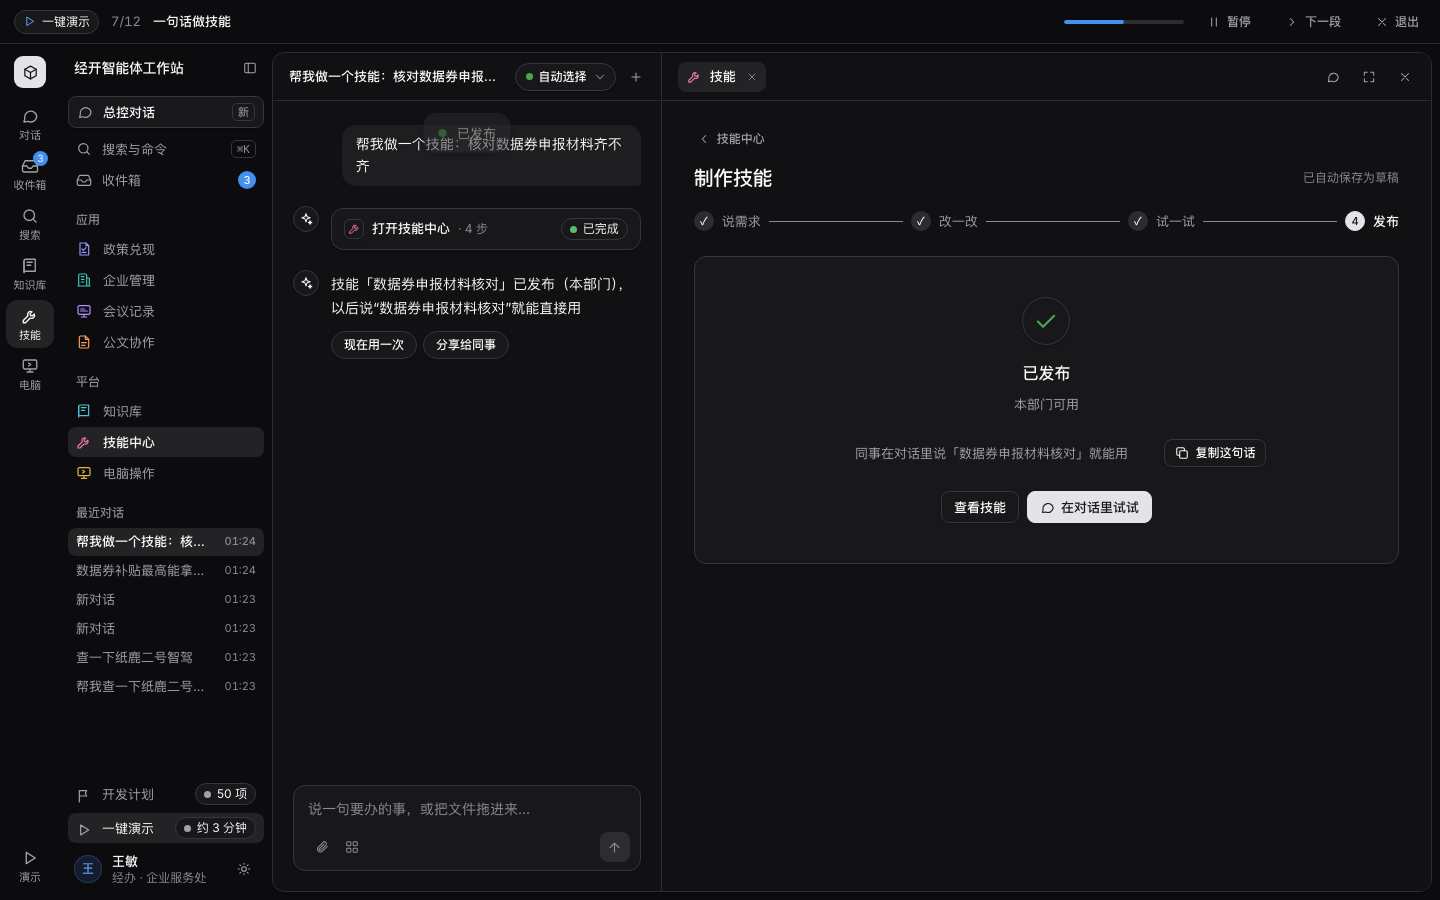 一键演示
7/12
一句话做技能
暂停
下一段
退出
对话
3
收件箱
搜索
知识库
技能
电脑
演示
经开智能体工作站
总控对话
新
搜索与命令
⌘K
收件箱
3
应用
政策兑现
企业管理
会议记录
公文协作
平台
知识库
技能中心
电脑操作
最近对话
帮我做一个技能：核...
01:24
数据券补贴最高能拿...
01:24
新对话
01:23
新对话
01:23
查一下纸鹿二号智驾
01:23
帮我查一下纸鹿二号...
01:23
开发计划
50 项
一键演示
约 3 分钟
王
王敏
经办 · 企业服务处
帮我做一个技能：核对数据券申报...
自动选择
已发布
帮我做一个技能：核对数据券申报材料齐不
齐
打开技能中心 · 4 步
已完成
技能「数据券申报材料核对」已发布（本部门），
以后说“数据券申报材料核对”就能直接用
现在用一次
分享给同事
说一句要办的事，或把文件拖进来...
技能
技能中心
制作技能
已自动保存为草稿
✓ 说需求
✓ 改一改
✓ 试一试
4 发布
已发布
本部门可用
同事在对话里说「数据券申报材料核对」就能用
复制这句话
查看技能
在对话里试试